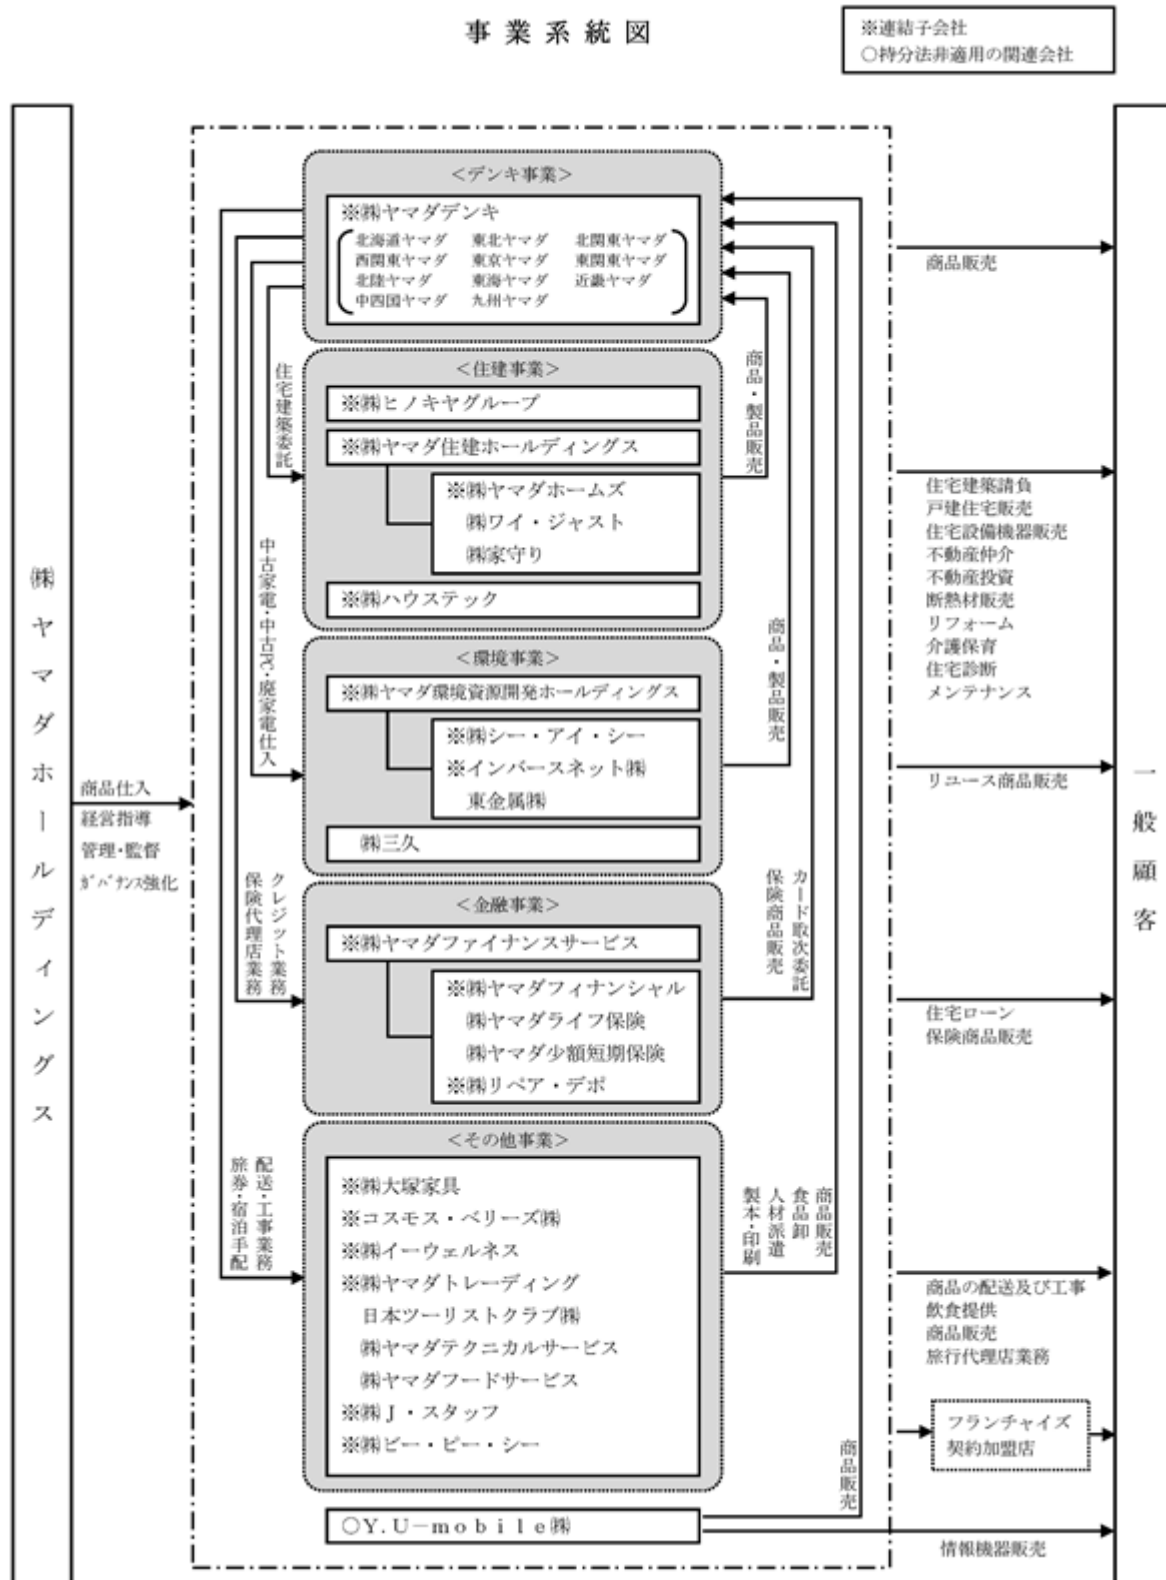 事業系統図
※連結子会社
○持分法非適用の関連会社
㈱ヤマダホールディングス
商品仕入
経営指導
管理・監督
ｶﾞﾊﾞﾅﾝｽ強化
＜デンキ事業＞
※㈱ヤマダデンキ
北海道ヤマダ 東北ヤマダ 北関東ヤマダ
西関東ヤマダ 東京ヤマダ 東関東ヤマダ
北陸ヤマダ 東海ヤマダ 近畿ヤマダ
中四国ヤマダ 九州ヤマダ
＜住建事業＞
※㈱ヒノキヤグループ
※㈱ヤマダ住建ホールディングス
※㈱ヤマダホームズ
㈱ワイ・ジャスト
㈱家守り
※㈱ハウステック
＜環境事業＞
※㈱ヤマダ環境資源開発ホールディングス
※㈱シー・アイ・シー
※インバースネット㈱
東金属㈱
㈱三久
＜金融事業＞
※㈱ヤマダファイナンスサービス
※㈱ヤマダフィナンシャル
㈱ヤマダライフ保険
㈱ヤマダ少額短期保険
※㈱リペア・デポ
＜その他事業＞
※㈱大塚家具
※コスモス・ベリーズ㈱
※㈱イーウェルネス
※㈱ヤマダトレーディング
日本ツーリストクラブ㈱
㈱ヤマダテクニカルサービス
㈱ヤマダフードサービス
※㈱Ｊ・スタッフ
※㈱ピー・ピー・シー
○Ｙ.Ｕ－ｍｏｂｉｌｅ㈱
住宅建築委託
中古家電・中古PC・廃家電仕入
クレジット業務
保険代理店業務
配送・工事業務
旅券・宿泊手配
商品・製品販売
商品・製品販売
カード取次委託
保険商品販売
商品販売
食品卸
人材派遣
製本・印刷
商品販売
商品販売
住宅建築請負
戸建住宅販売
住宅設備機器販売
不動産仲介
不動産投資
断熱材販売
リフォーム
介護保育
住宅診断
メンテナンス
リユース商品販売
住宅ローン
保険商品販売
商品の配送及び工事
飲食提供
商品販売
旅行代理店業務
フランチャイズ
契約加盟店
情報機器販売
一般顧客